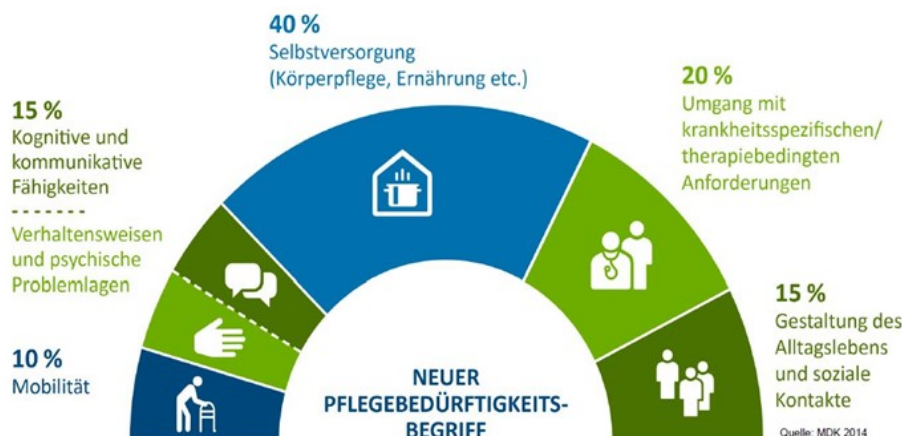 40 %
Selbstversorgung
(Körperpflege, Ernährung etc.)
20 %
Umgang mit
krankheitsspezifischen/
therapiebedingten
Anforderungen
15 %
Kognitive und
kommunikative
Fähigkeiten
Verhaltensweisen
und psychische
Problemlagen
15 %
Gestaltung des
Alltagslebens
und soziale
Kontakte
10 %
Mobilität
NEUER
PFLEGEBEDÜRFTIGKEITS-
BEGRIFF
Quelle: MDK 2014